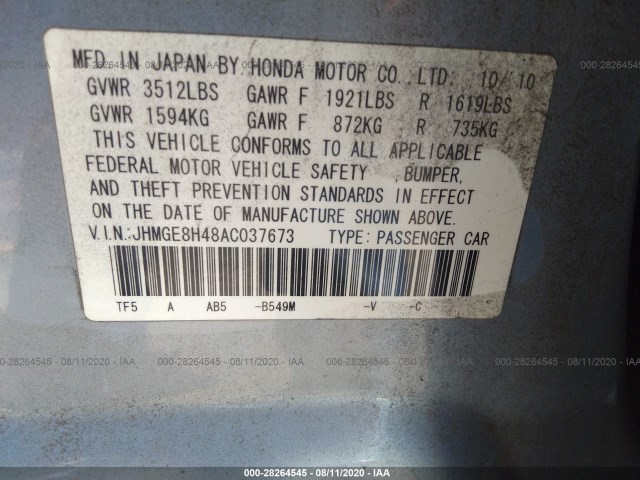 MFD. IN JAPAN BY HONDA MOTOR CO., LTD. 10/10
GVWR 3512LBS GAWR F 1921LBS R 1619LBS
GVWR 1594KG GAWR F 872KG R 735KG
THIS VEHICLE CONFORMS TO ALL APPLICABLE
FEDERAL MOTOR VEHICLE SAFETY, BUMPER,
AND THEFT PREVENTION STANDARDS IN EFFECT
ON THE DATE OF MANUFACTURE SHOWN ABOVE.
V.I.N.:JHMGE8H48AC037673 TYPE: PASSENGER CAR
TF5 A AB5 -B549M -V -C
000-28264545 - 08/11/2020 - IAA